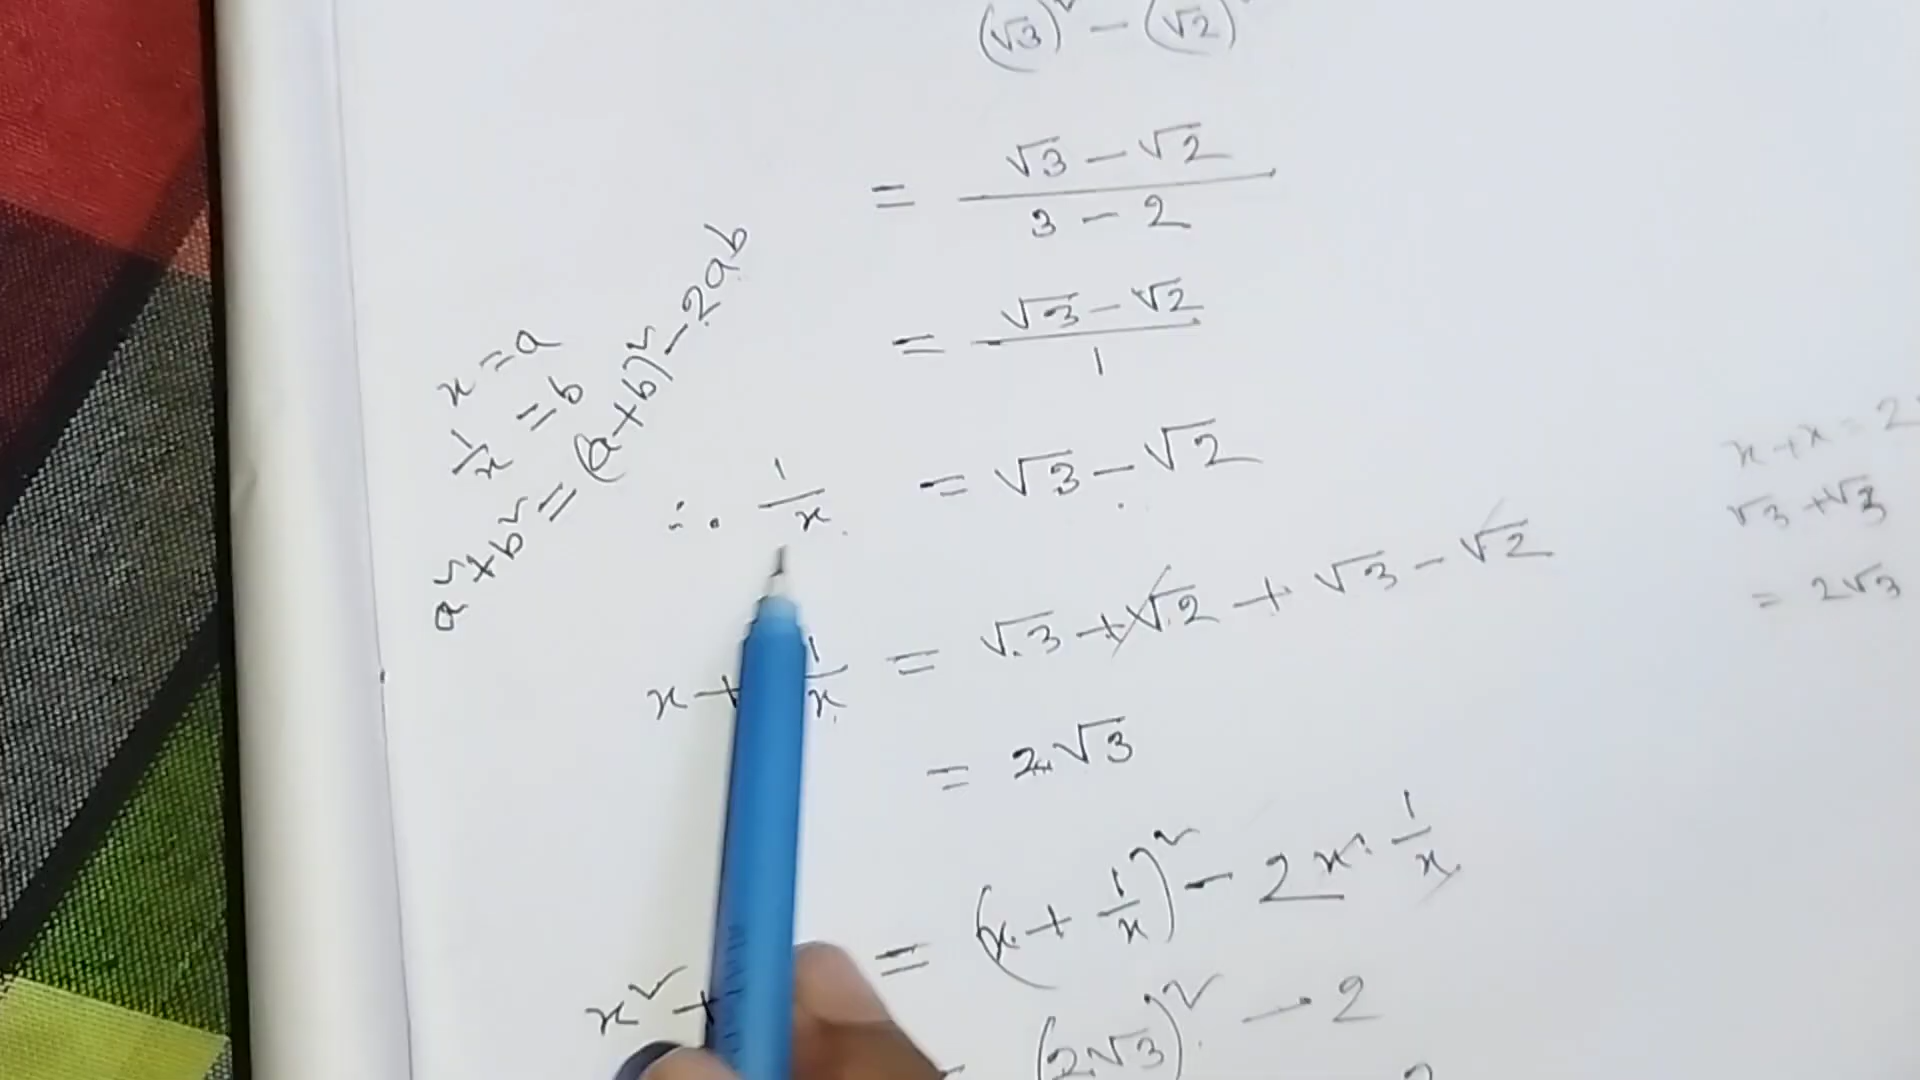 (√3)² − (√2)²
= (√3 − √2) / (3 − 2)
= (√3 − √2) / 1
∴ 1/x = √3 − √2
x + 1/x = √3 + √2 + √3 − √2
= 2√3
x² + = (x + 1/x)² − 2x · 1/x
(2√3)² − 2
x = a
1/x = b
a² + b² = (a+b)² − 2ab
x + x = 2
√3 + √3
= 2√3